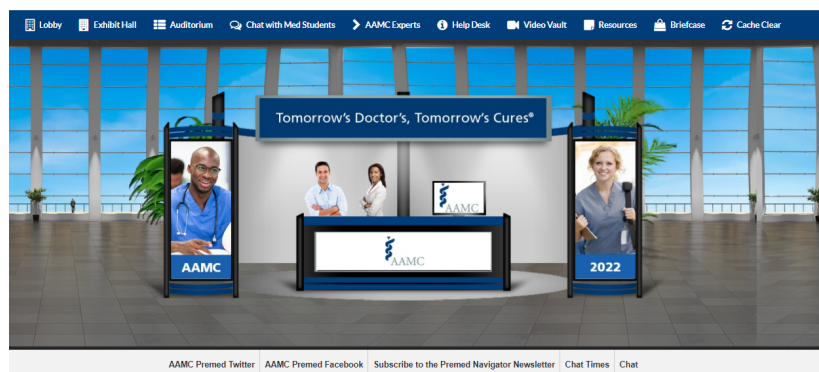 Lobby Exhibit Hall Auditorium Chat with Med Students AAMC Experts Help Desk Video Vault Resources Briefcase Cache Clear
Tomorrow's Doctor's, Tomorrow's Cures®
AAMC
AAMC
AAMC
2022
AAMC Premed Twitter AAMC Premed Facebook Subscribe to the Premed Navigator Newsletter Chat Times Chat